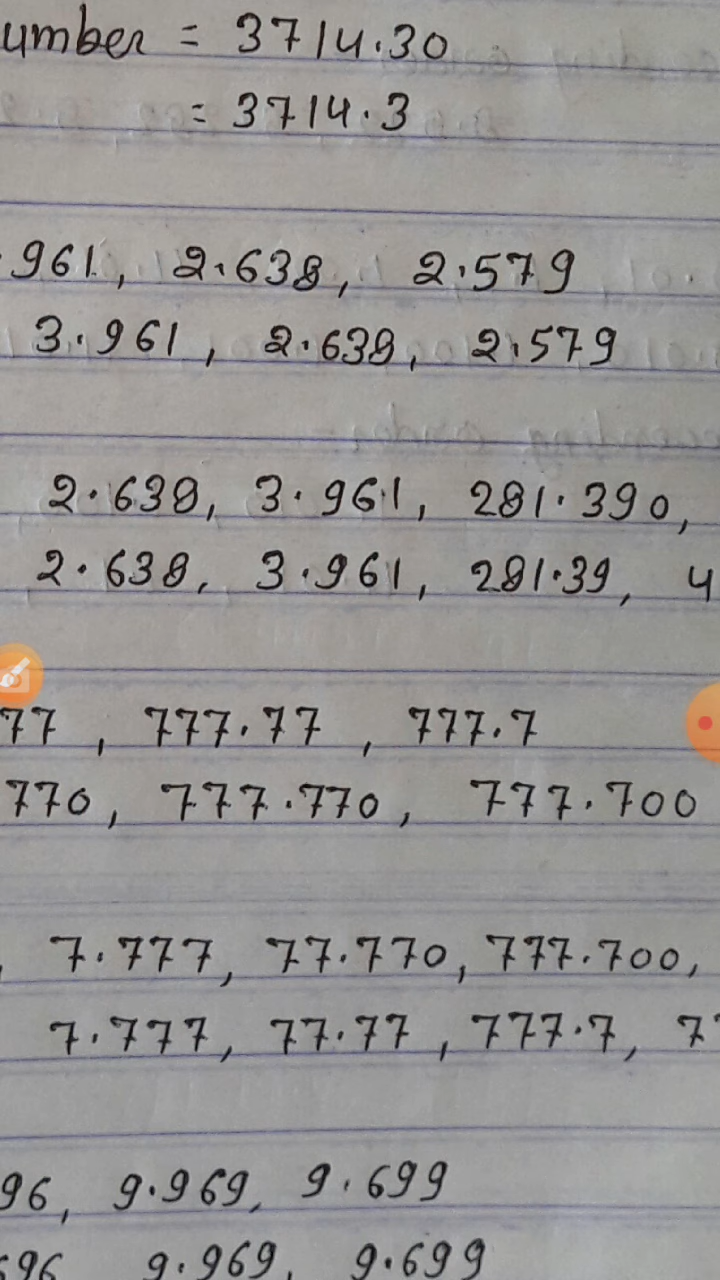 umber = 3714.30
= 3714.3
.961, 2.638, 2.579
3.961, 2.638, 2.579
2.638, 3.961, 281.390,
2.638, 3.961, 281.39, 4
77, 777.77, 777.7
770, 777.770, 777.700
, 7.777, 77.770, 777.700,
7.777, 77.77, 777.7, 7
96, 9.969, 9.699
696, 9.969, 9.699